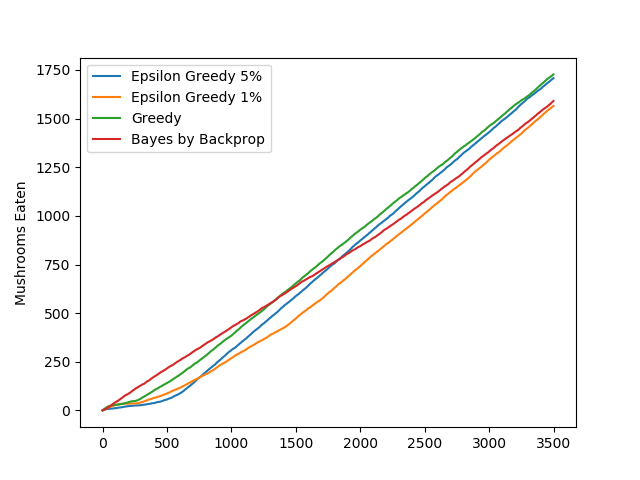 Epsilon Greedy 5%
Epsilon Greedy 1%
Greedy
Bayes by Backprop
Mushrooms Eaten
1750
1500
1250
1000
750
500
250
0
0 500 1000 1500 2000 2500 3000 3500